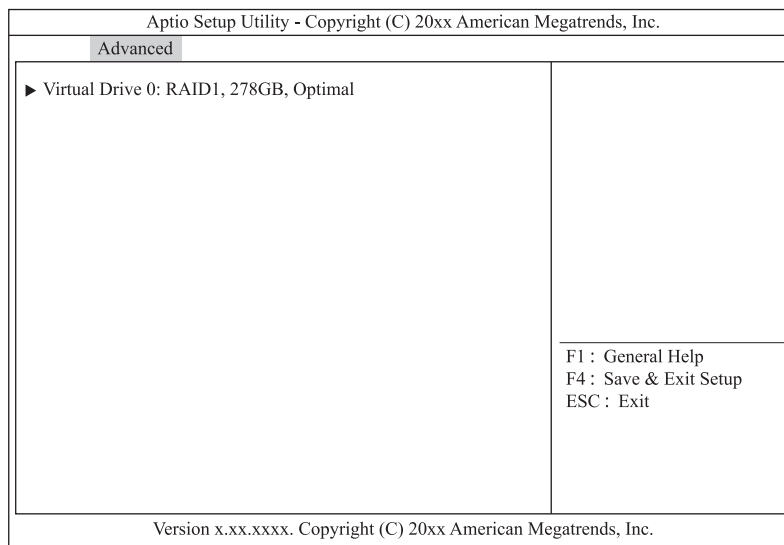 Aptio Setup Utility - Copyright (C) 20xx American Megatrends, Inc.
Advanced
▶ Virtual Drive 0: RAID1, 278GB, Optimal
F1 : General Help
F4 : Save & Exit Setup
ESC : Exit
Version x.xx.xxxx. Copyright (C) 20xx American Megatrends, Inc.